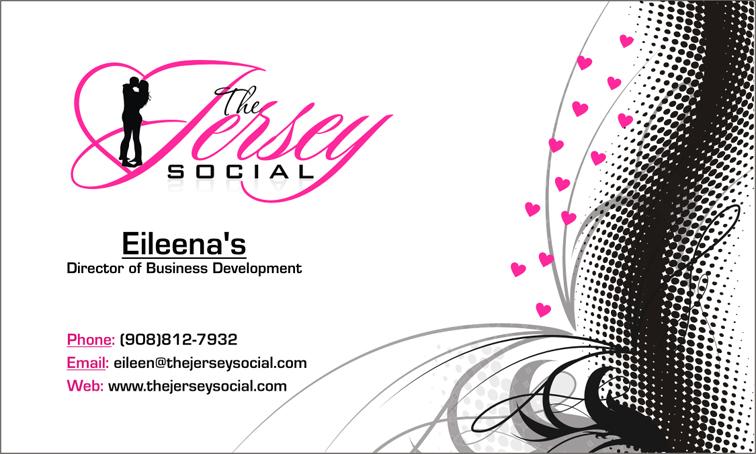 The
Jersey
SOCIAL
Eileena's
Director of Business Development
Phone: (908)812-7932
Email: eileen@thejerseysocial.com
Web: www.thejerseysocial.com